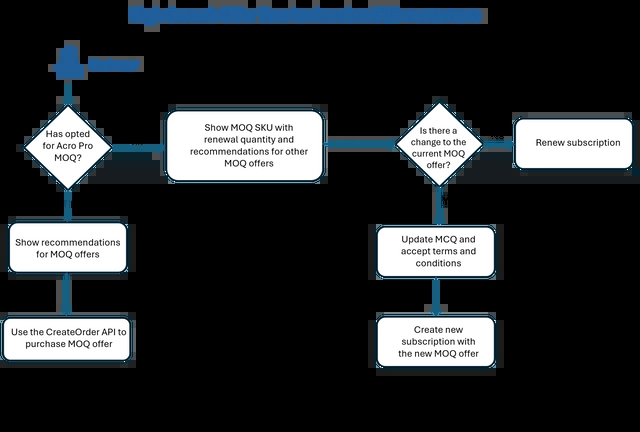 Has opted
for Acro Pro
MOQ?
Show MOQ SKU with
renewal quantity and
recommendations for other
MOQ offers
Is there a
change to the
current MOQ
offer?
Renew subscription
Show recommendations
for MOQ offers
Update MCQ and
accept terms and
conditions
Use the CreateOrder API to
purchase MOQ offer
Create new
subscription with
the new MOQ offer